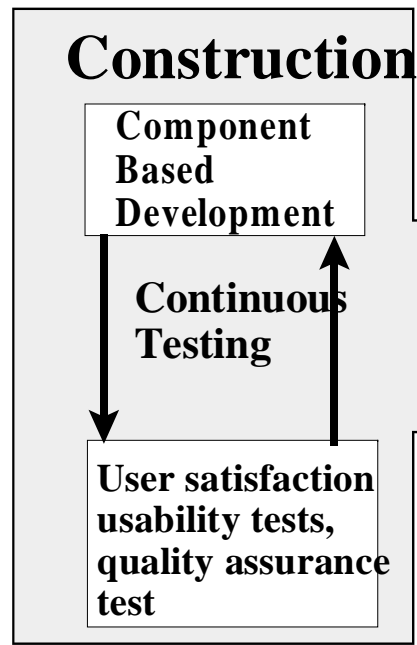 Construction
Component
Based
Development
Continuous
Testing
User satisfaction
usability tests,
quality assurance
test